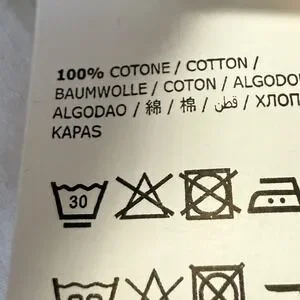 100% COTONE / COTTON /
BAUMWOLLE / COTON / ALGODO
ALGODAO / 綿 / 棉 / قطن / ХЛОП
KAPAS
30